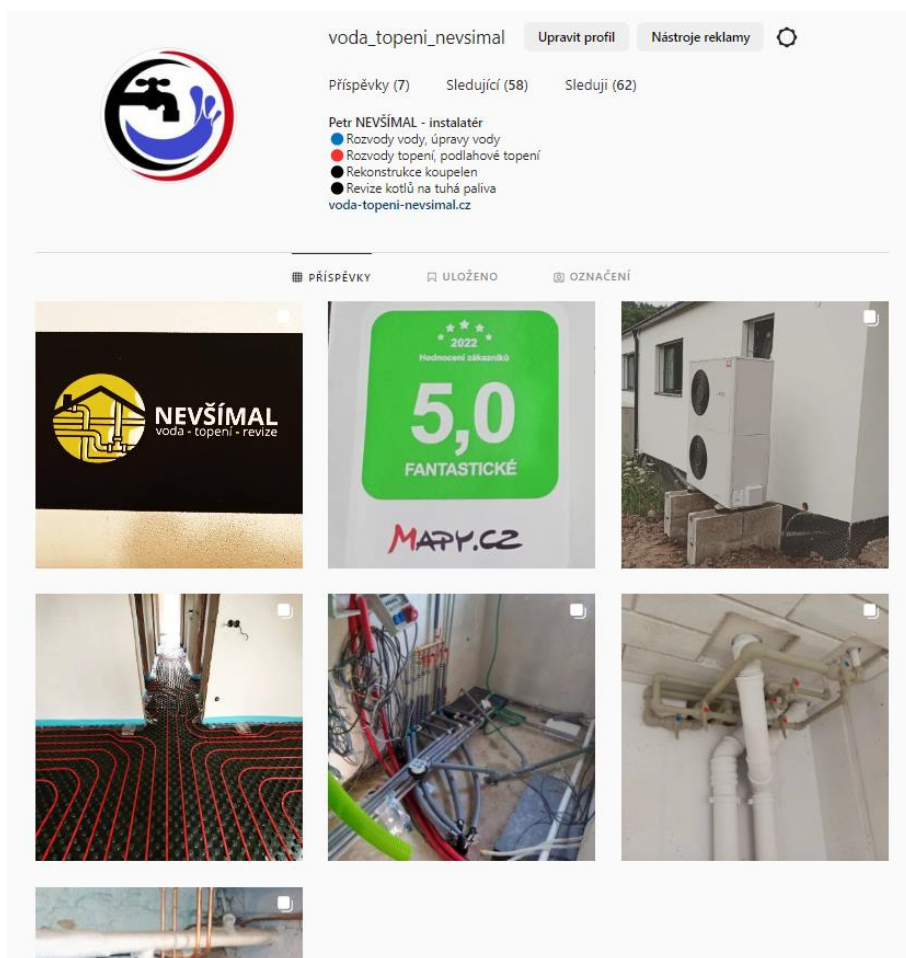 voda_topeni_nevsimal Upravit profil Nástroje reklamy
Příspěvky (7) Sledující (58) Sleduji (62)
Petr NEVŠÍMAL - instalatér
Rozvody vody, úpravy vody
Rozvody topení, podlahové topení
Rekonstrukce koupelen
Revize kotlů na tuhá paliva
voda-topeni-nevsimal.cz
PŘÍSPĚVKY ULOŽENO OZNAČENÍ
NEVŠÍMAL
voda - topení - revize
2022
Hodnocení zákazníků
5,0
FANTASTICKÉ
MAPY.CZ